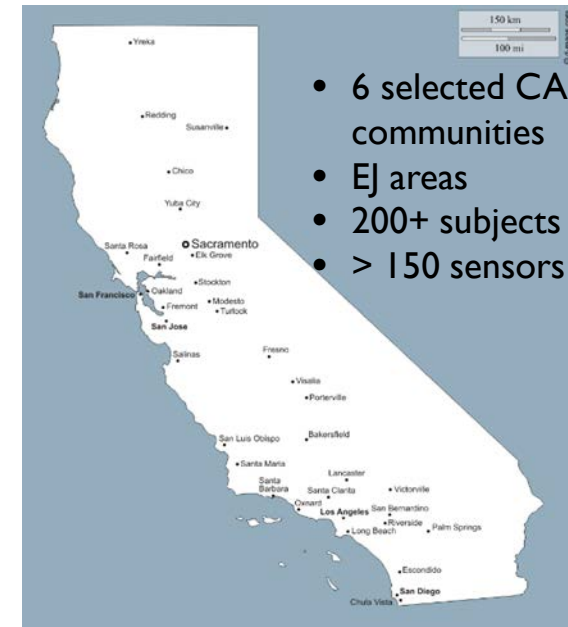 150 km
100 mi
• 6 selected CA
communities
• EJ areas
• 200+ subjects
• > 150 sensors
Yreka
Redding
Susanville
Chico
Yuba City
Sacramento
Santa Rosa
Fairfield
Elk Grove
Stockton
San Francisco
Oakland
Modesto
Fremont
Turlock
San Jose
Salinas
Fresno
Visalia
Porterville
San Luis Obispo
Bakersfield
Santa Maria
Lancaster
Santa
Barbara
Santa Clarita
Victorville
Oxnard
Los Angeles
San Bernardino
Riverside
Long Beach
Palm Springs
Escondido
San Diego
Chula Vista